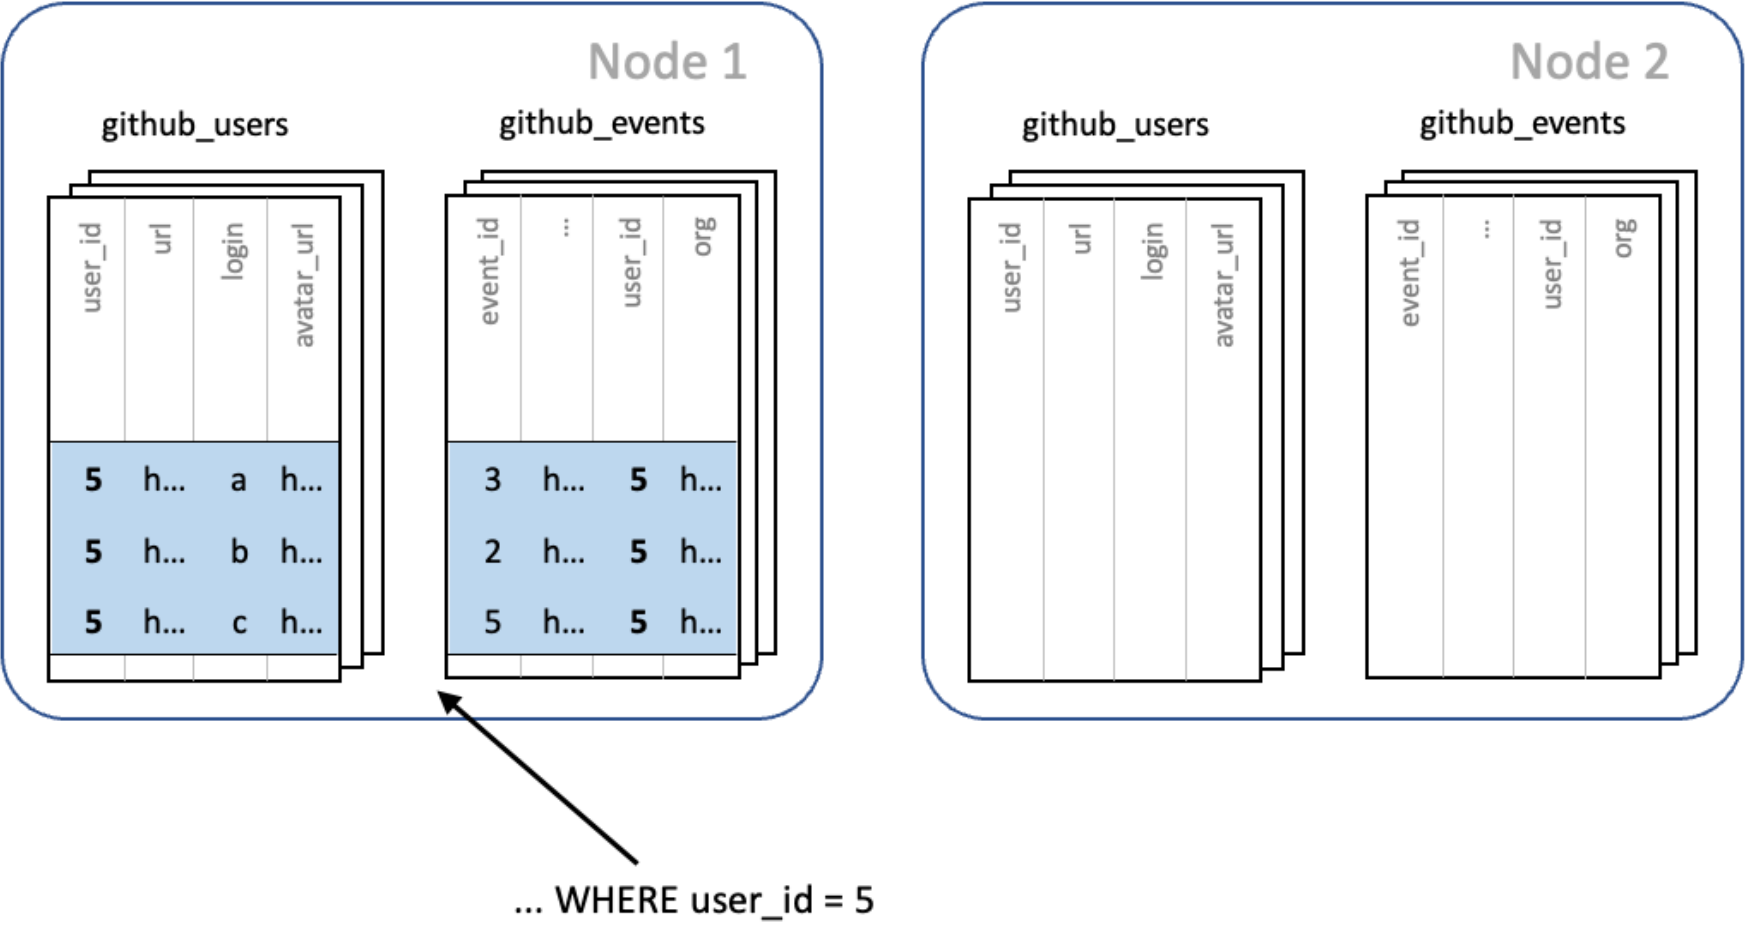 Node 1
github_users
github_events
user_id
url
login
avatar_url
event_id
...
user_id
org
5 h... a h...
5 h... b h...
5 h... c h...
3 h... 5 h...
2 h... 5 h...
5 h... 5 h...
Node 2
github_users
github_events
user_id
url
login
avatar_url
event_id
...
user_id
org
... WHERE user_id = 5